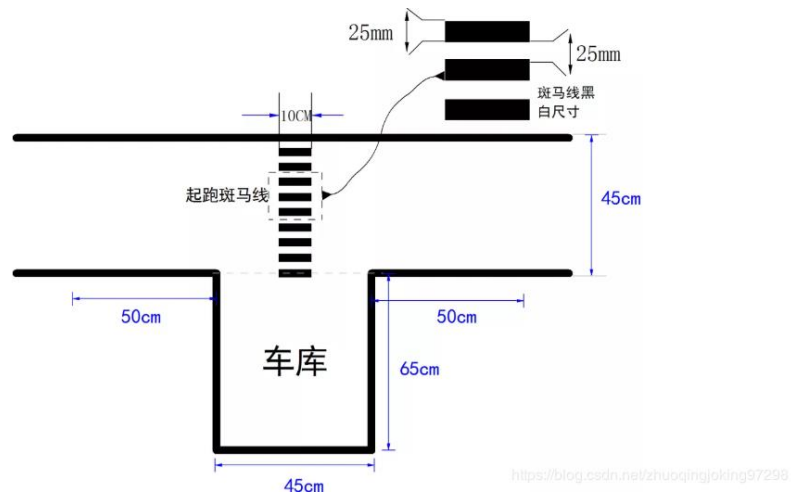 25mm
25mm
斑马线黑
白尺寸
10CM
起跑斑马线
45cm
50cm
50cm
车库
65cm
45cm
https://blog.csdn.net/zhuoqingjoking97298